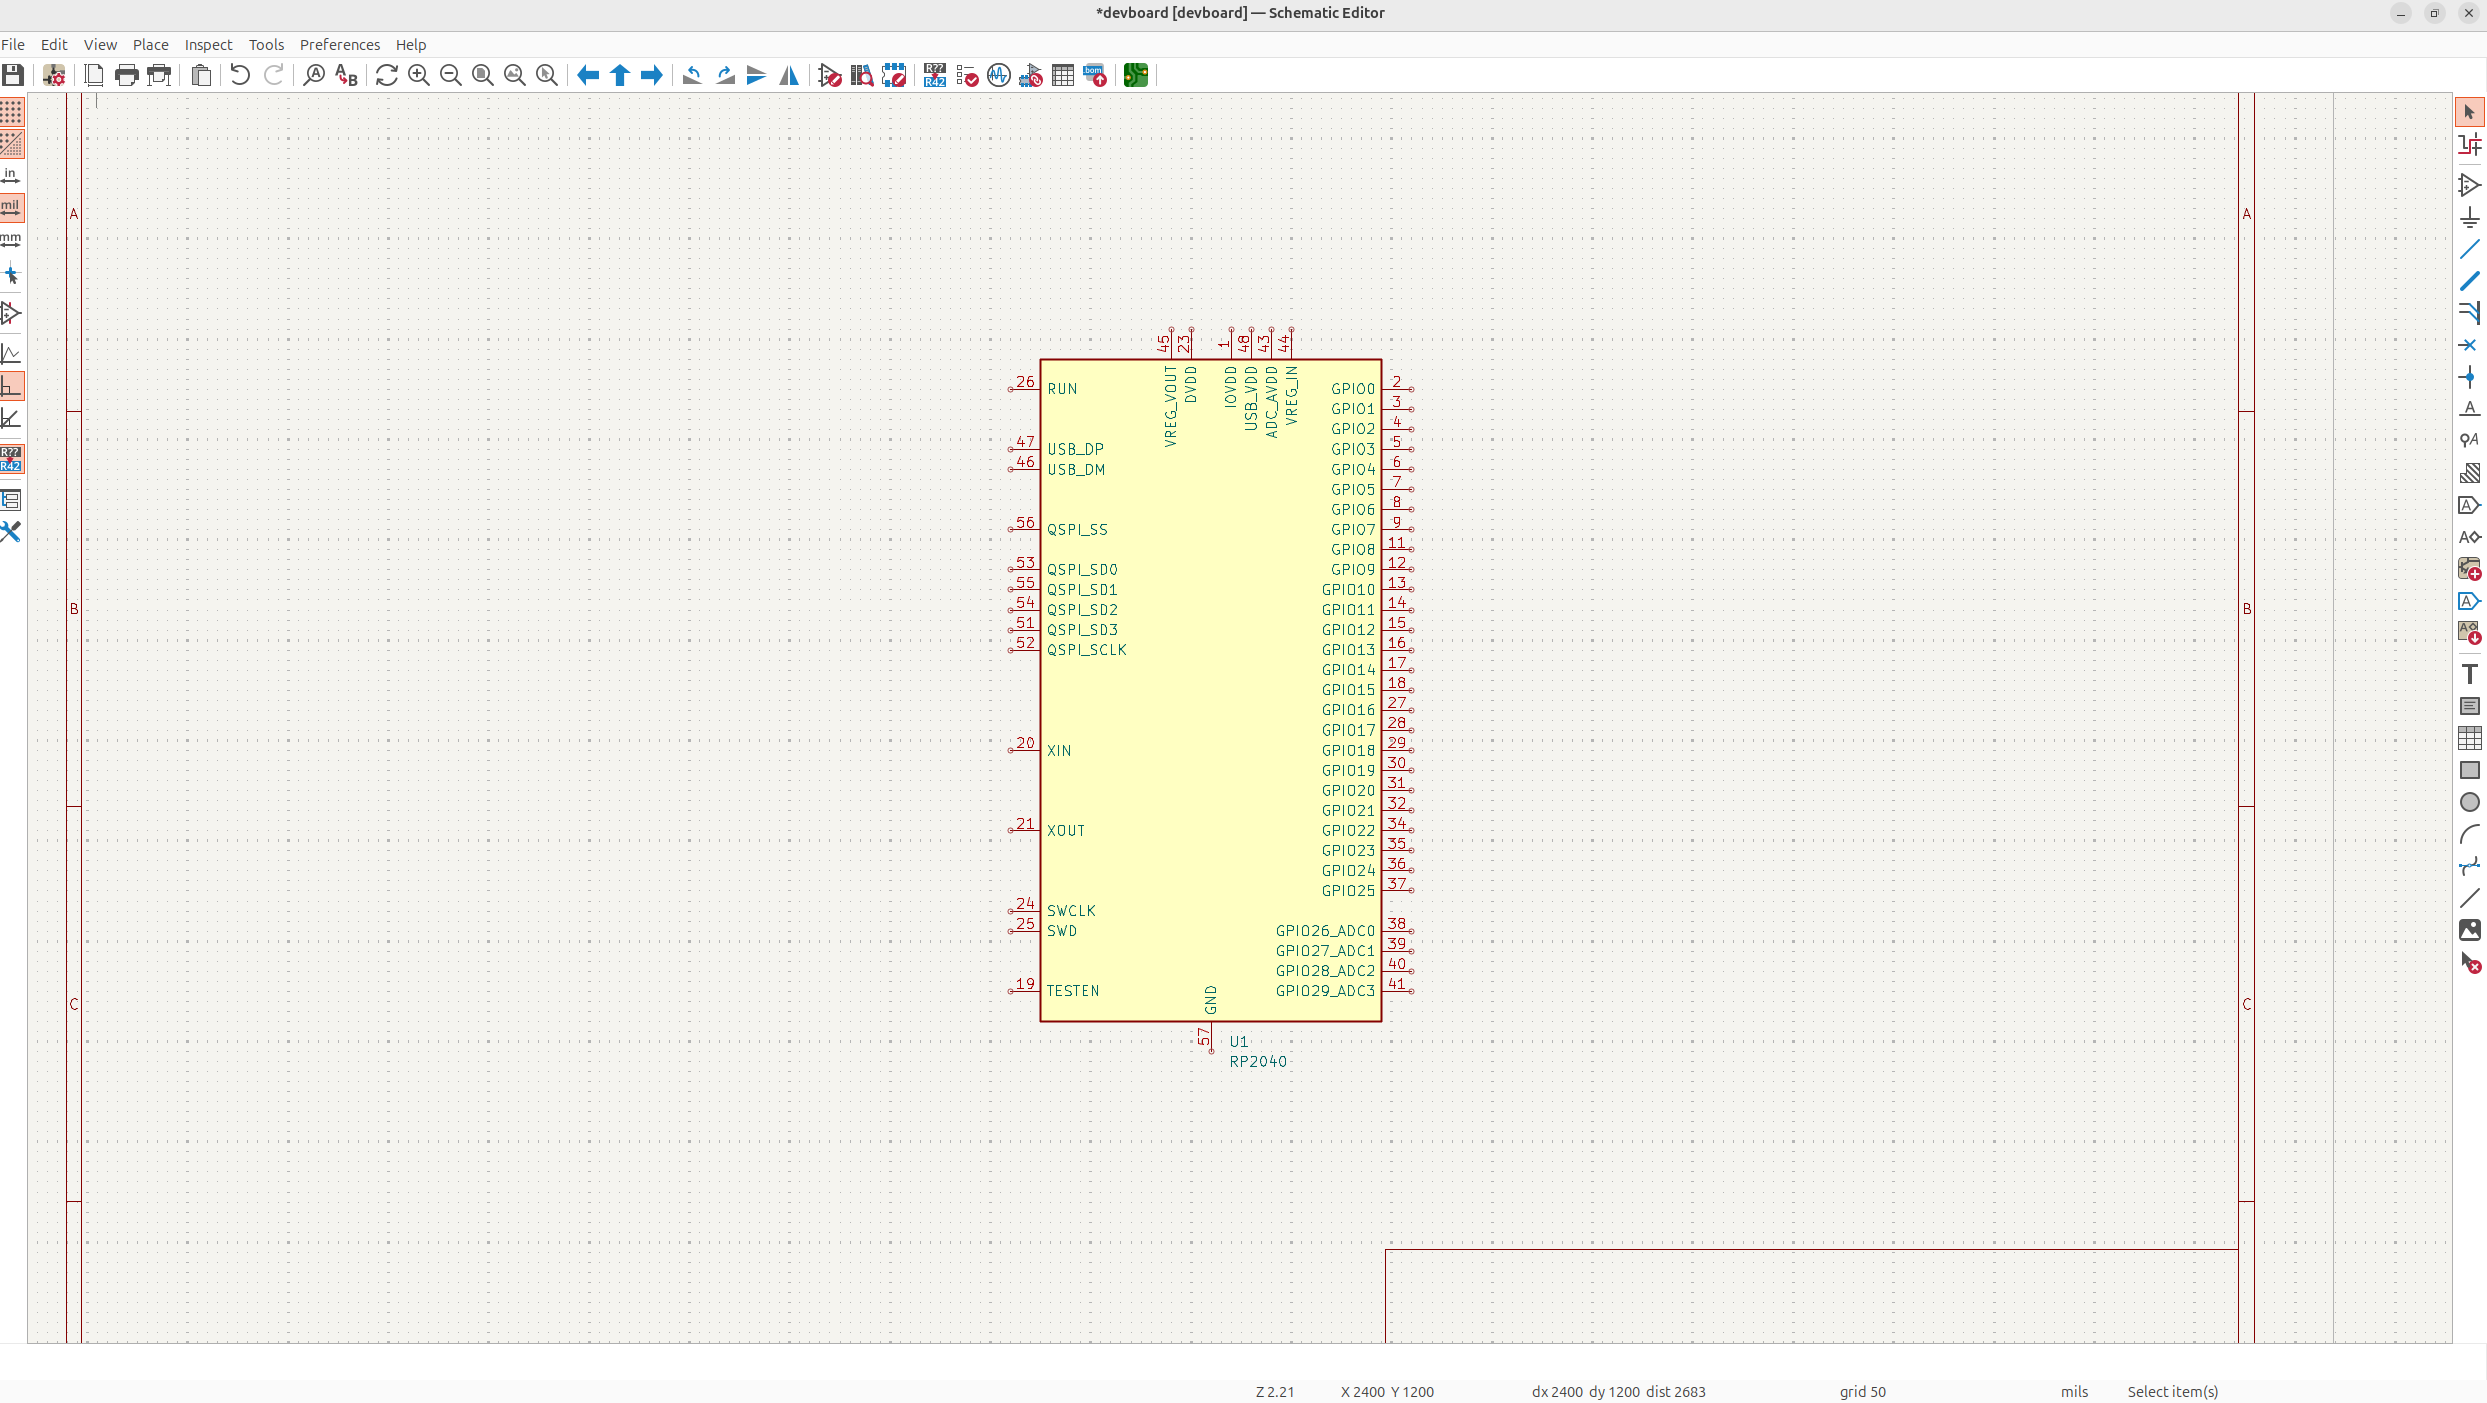 *devboard [devboard] — Schematic Editor
File Edit View Place Inspect Tools Preferences Help
A
B
R??
R42
bom
in
mil
mm
R??
R42
A
B
C
A
B
C
45 23 1 48 43 44
VREG_VOUT DVDD IOVDD USB_VDD ADC_AVDD VREG_IN
26 RUN
47 USB_DP
46 USB_DM
56 QSPI_SS
53 QSPI_SD0
55 QSPI_SD1
54 QSPI_SD2
51 QSPI_SD3
52 QSPI_SCLK
20 XIN
21 XOUT
24 SWCLK
25 SWD
19 TESTEN
GPIO0 2
GPIO1 3
GPIO2 4
GPIO3 5
GPIO4 6
GPIO5 7
GPIO6 8
GPIO7 9
GPIO8 11
GPIO9 12
GPIO10 13
GPIO11 14
GPIO12 15
GPIO13 16
GPIO14 17
GPIO15 18
GPIO16 27
GPIO17 28
GPIO18 29
GPIO19 30
GPIO20 31
GPIO21 32
GPIO22 34
GPIO23 35
GPIO24 36
GPIO25 37
GPIO26_ADC0 38
GPIO27_ADC1 39
GPIO28_ADC2 40
GPIO29_ADC3 41
GND
57
U1
RP2040
Z 2.21 X 2400 Y 1200 dx 2400 dy 1200 dist 2683 grid 50 mils Select item(s)